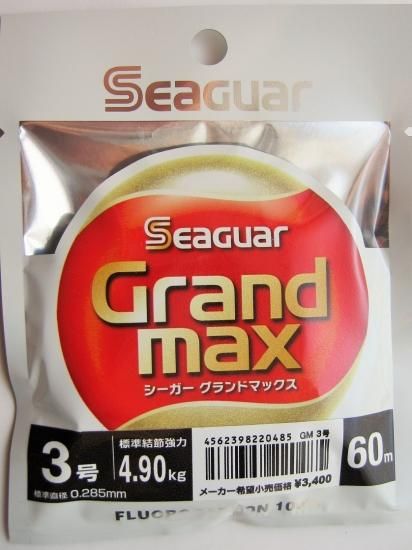 Seaguar
Seaguar
Grand
max
シーガー グランドマックス
3号
標準直径 0.285mm
標準結節強力
4.90kg
4562398220485 GM 3号
メーカー希望小売価格 ¥3,400
60m